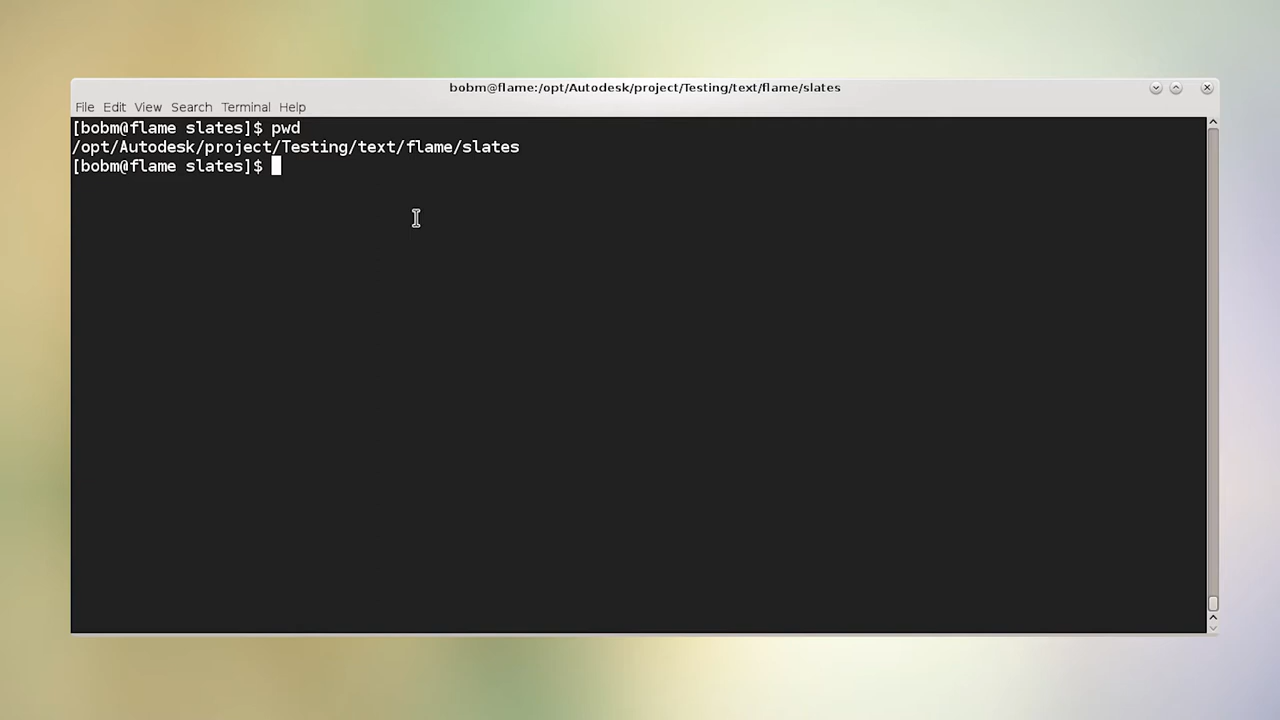 bobm@flame:/opt/Autodesk/project/Testing/text/flame/slates
File Edit View Search Terminal Help
[bobm@flame slates]$ pwd
/opt/Autodesk/project/Testing/text/flame/slates
[bobm@flame slates]$